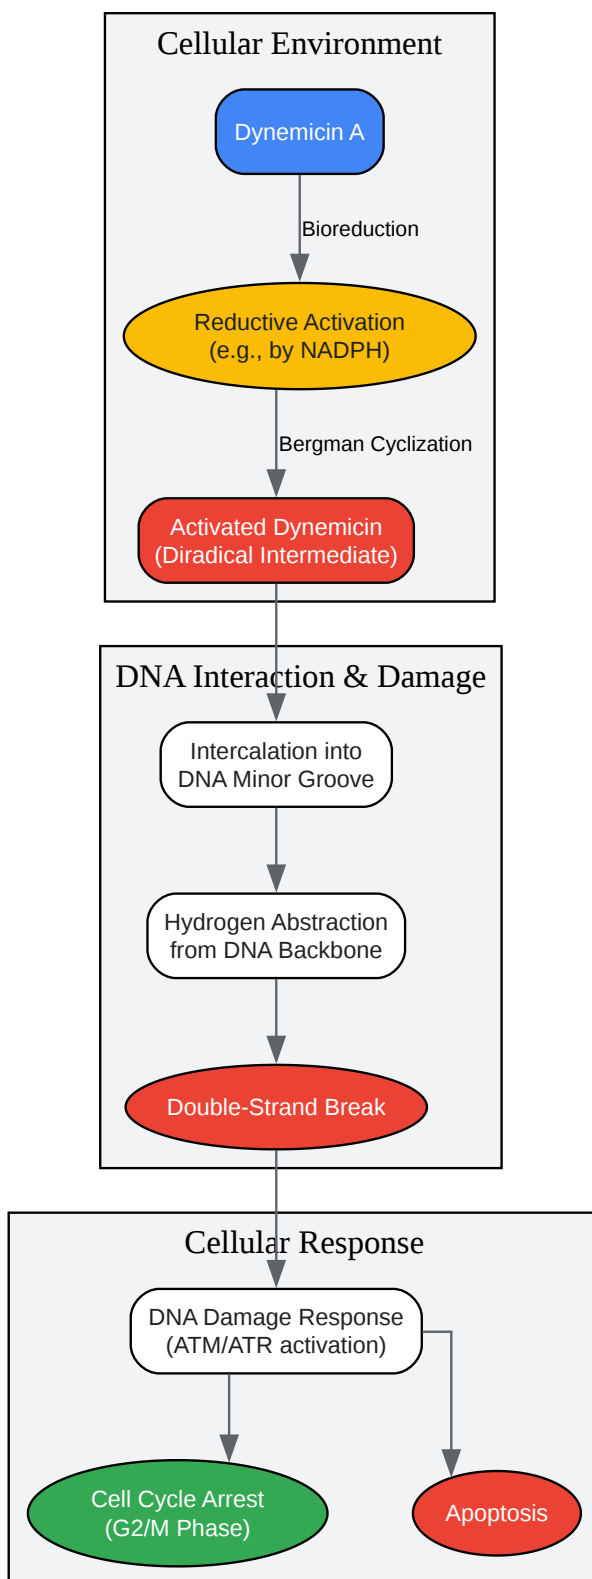 Cellular Environment
Dynemicin A
Bioreduction
Reductive Activation
(e.g., by NADPH)
Bergman Cyclization
Activated Dynemicin
(Diradical Intermediate)
DNA Interaction & Damage
Intercalation into
DNA Minor Groove
Hydrogen Abstraction
from DNA Backbone
Double-Strand Break
Cellular Response
DNA Damage Response
(ATM/ATR activation)
Cell Cycle Arrest
(G2/M Phase)
Apoptosis